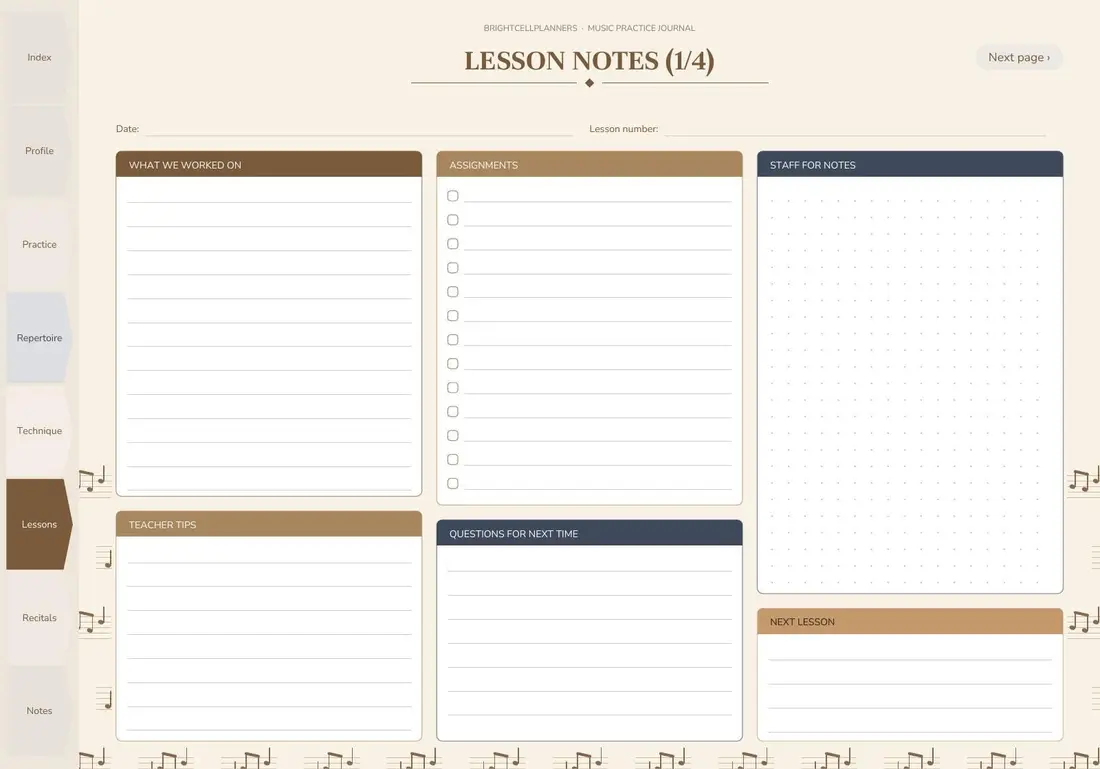 BRIGHTCELLPLANNERS · MUSIC PRACTICE JOURNAL
LESSON NOTES (1/4)
Next page ›
Index
Profile
Practice
Repertoire
Technique
Lessons
Recitals
Notes
Date:
Lesson number:
WHAT WE WORKED ON
ASSIGNMENTS
STAFF FOR NOTES
TEACHER TIPS
QUESTIONS FOR NEXT TIME
NEXT LESSON